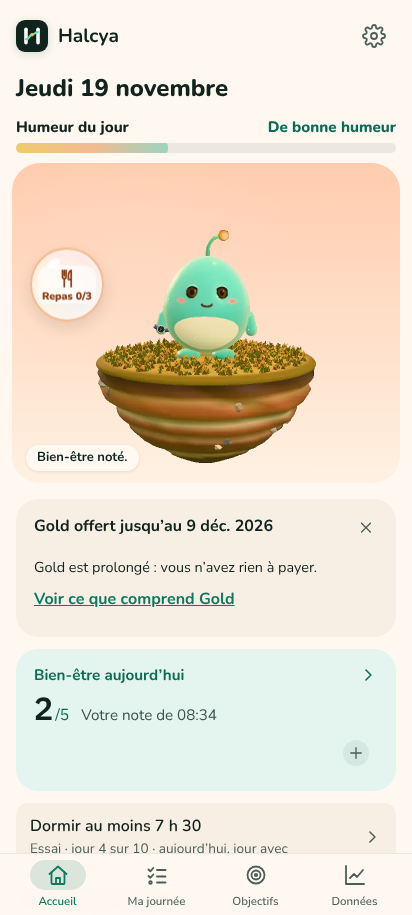 Halcya
Jeudi 19 novembre
Humeur du jour
De bonne humeur
Repas 0/3
Bien-être noté.
Gold offert jusqu’au 9 déc. 2026
Gold est prolongé : vous n’avez rien à payer.
Voir ce que comprend Gold
Bien-être aujourd’hui
2/5 Votre note de 08:34
Dormir au moins 7 h 30
Essai · jour 4 sur 10 · aujourd’hui, jour avec
Accueil
Ma journée
Objectifs
Données